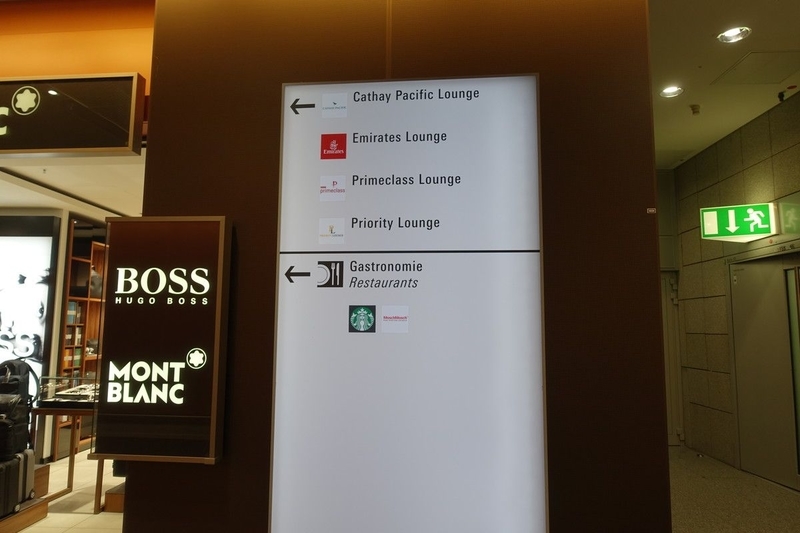 C
Cathay Pacific Lounge
Emirates Lounge
Emirates
Primeclass Lounge
primeclass
Priority Lounge
Gastronomie
Restaurants
BOSS
HUGO BOSS
MONT
BLANC